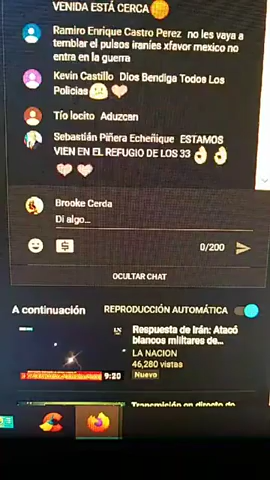 VENIDA ESTÁ CERCA
Ramiro Enrique Castro Perez no les vaya a
temblar el pulsos iraníes xfavor mexico no
entra en la guerra
Kevin Castillo Dios Bendiga Todos Los
Policias
Tío locito Aduzcan
Sebastián Piñera Echeñique ESTAMOS
VIEN EN EL REFUGIO DE LOS 33
Brooke Cerda
Di algo...
0/200
OCULTAR CHAT
A continuación REPRODUCCIÓN AUTOMÁTICA
Respuesta de Irán: Atacó
blancos militares de...
LN
LA NACION
46,280 vistas
Nuevo
9:20
Transmisión en directo de